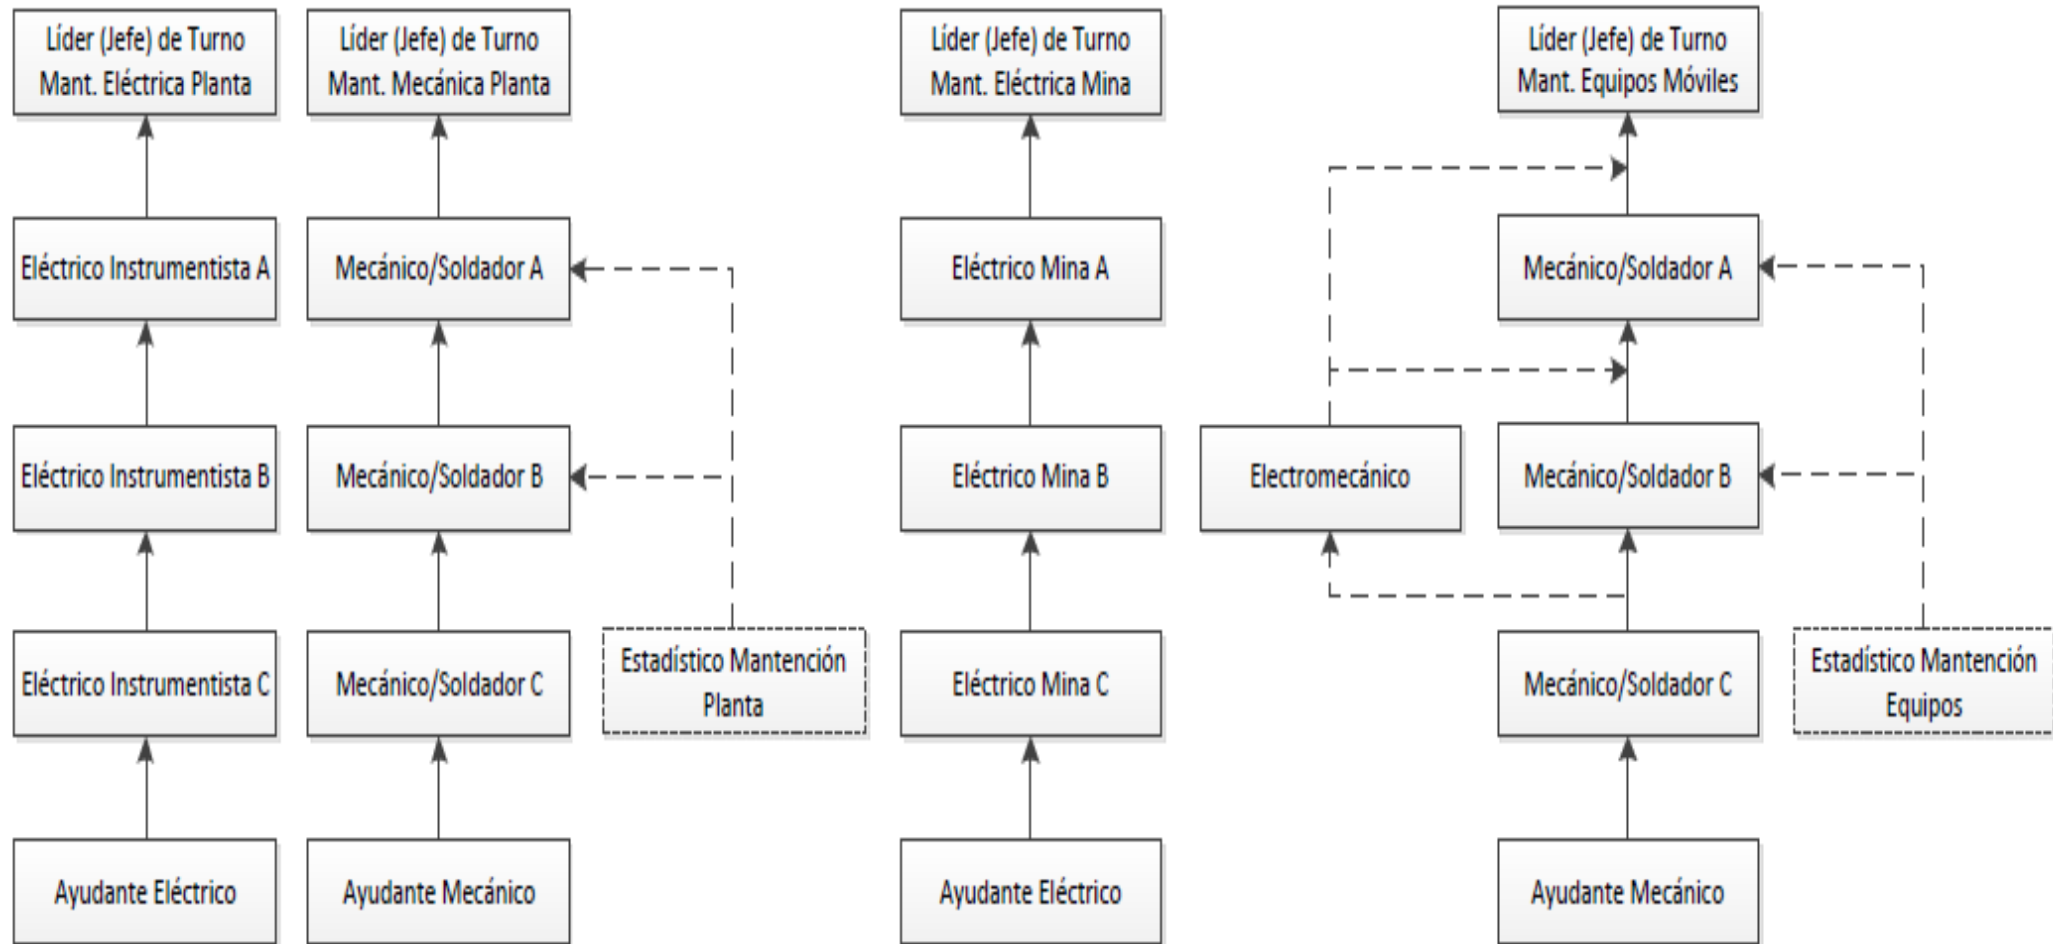 Líder (Jefe) de Turno
Mant. Eléctrica Planta
Líder (Jefe) de Turno
Mant. Mecánica Planta
Líder (Jefe) de Turno
Mant. Eléctrica Mina
Líder (Jefe) de Turno
Mant. Equipos Móviles
Eléctrico Instrumentista A
Mecánico/Soldador A
Eléctrico Mina A
Mecánico/Soldador A
Eléctrico Instrumentista B
Mecánico/Soldador B
Eléctrico Mina B
Electromecánico
Mecánico/Soldador B
Eléctrico Instrumentista C
Mecánico/Soldador C
Estadístico Mantención
Planta
Eléctrico Mina C
Mecánico/Soldador C
Estadístico Mantención
Equipos
Ayudante Eléctrico
Ayudante Mecánico
Ayudante Eléctrico
Ayudante Mecánico